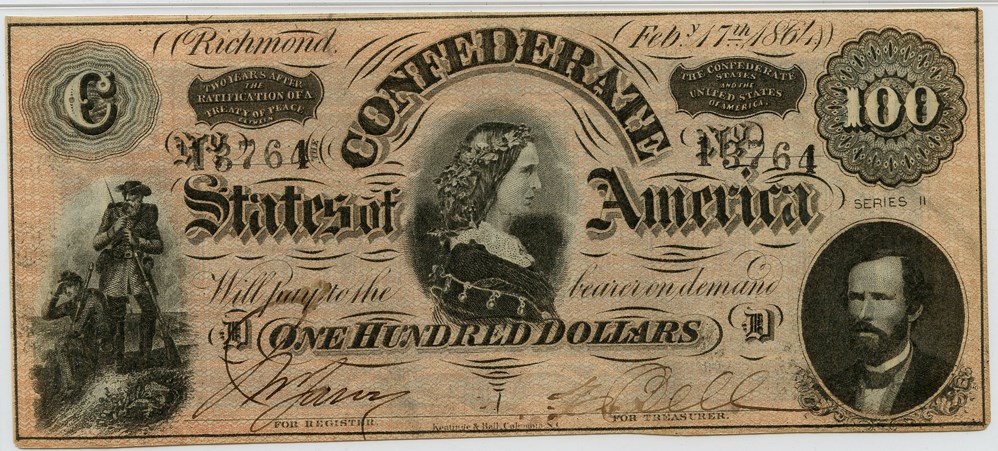 Richmond.
Feb.y 17th 1864
C
TWO YEARS AFTER
THE
RATIFICATION OF A
TREATY OF PEACE
BETWEEN
CONFEDERATE
THE CONFEDERATE
STATES
AND THE
UNITED STATES
OF AMERICA.
100
No 3764
No 3764
States of America
SERIES II
Will pay to the bearer on demand
D ONE HUNDRED DOLLARS D
FOR REGISTER.
FOR TREASURER.
Keatinge & Ball, Columbia, S.C.